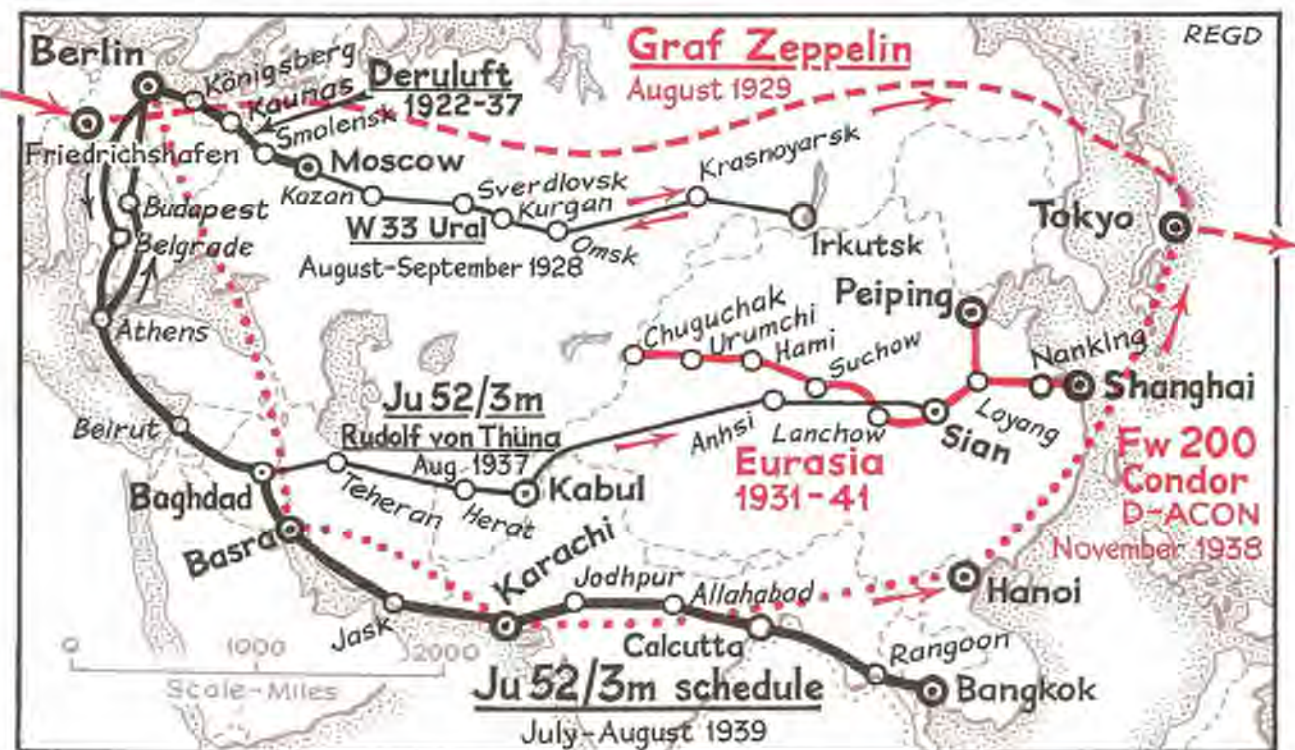 REGD
Berlin
Königsberg
Kaunas
Smolensk
Deruluft
1922-37
Graf Zeppelin
August 1929
Friedrichshafen
Moscow
Kazan
Sverdlovsk
Kurgan
Omsk
Krasnoyarsk
Irkutsk
W33 Ural
August-September 1928
Budapest
Belgrade
Athens
Tokyo
Peiping
Chuguchak
Urumchi
Hami
Suchow
Nanking
Shanghai
Loyang
Sian
Lanchow
Anhsi
Eurasia
1931-41
Ju 52/3m
Rudolf von Thüna
Aug. 1937
Beirut
Baghdad
Teheran
Herat
Kabul
Basra
Karachi
Jask
Jodhpur
Allahabad
Calcutta
Rangoon
Bangkok
Hanoi
Fw 200
Condor
D-ACON
November 1938
0 1000 2000
Scale-Miles
Ju 52/3m schedule
July-August 1939